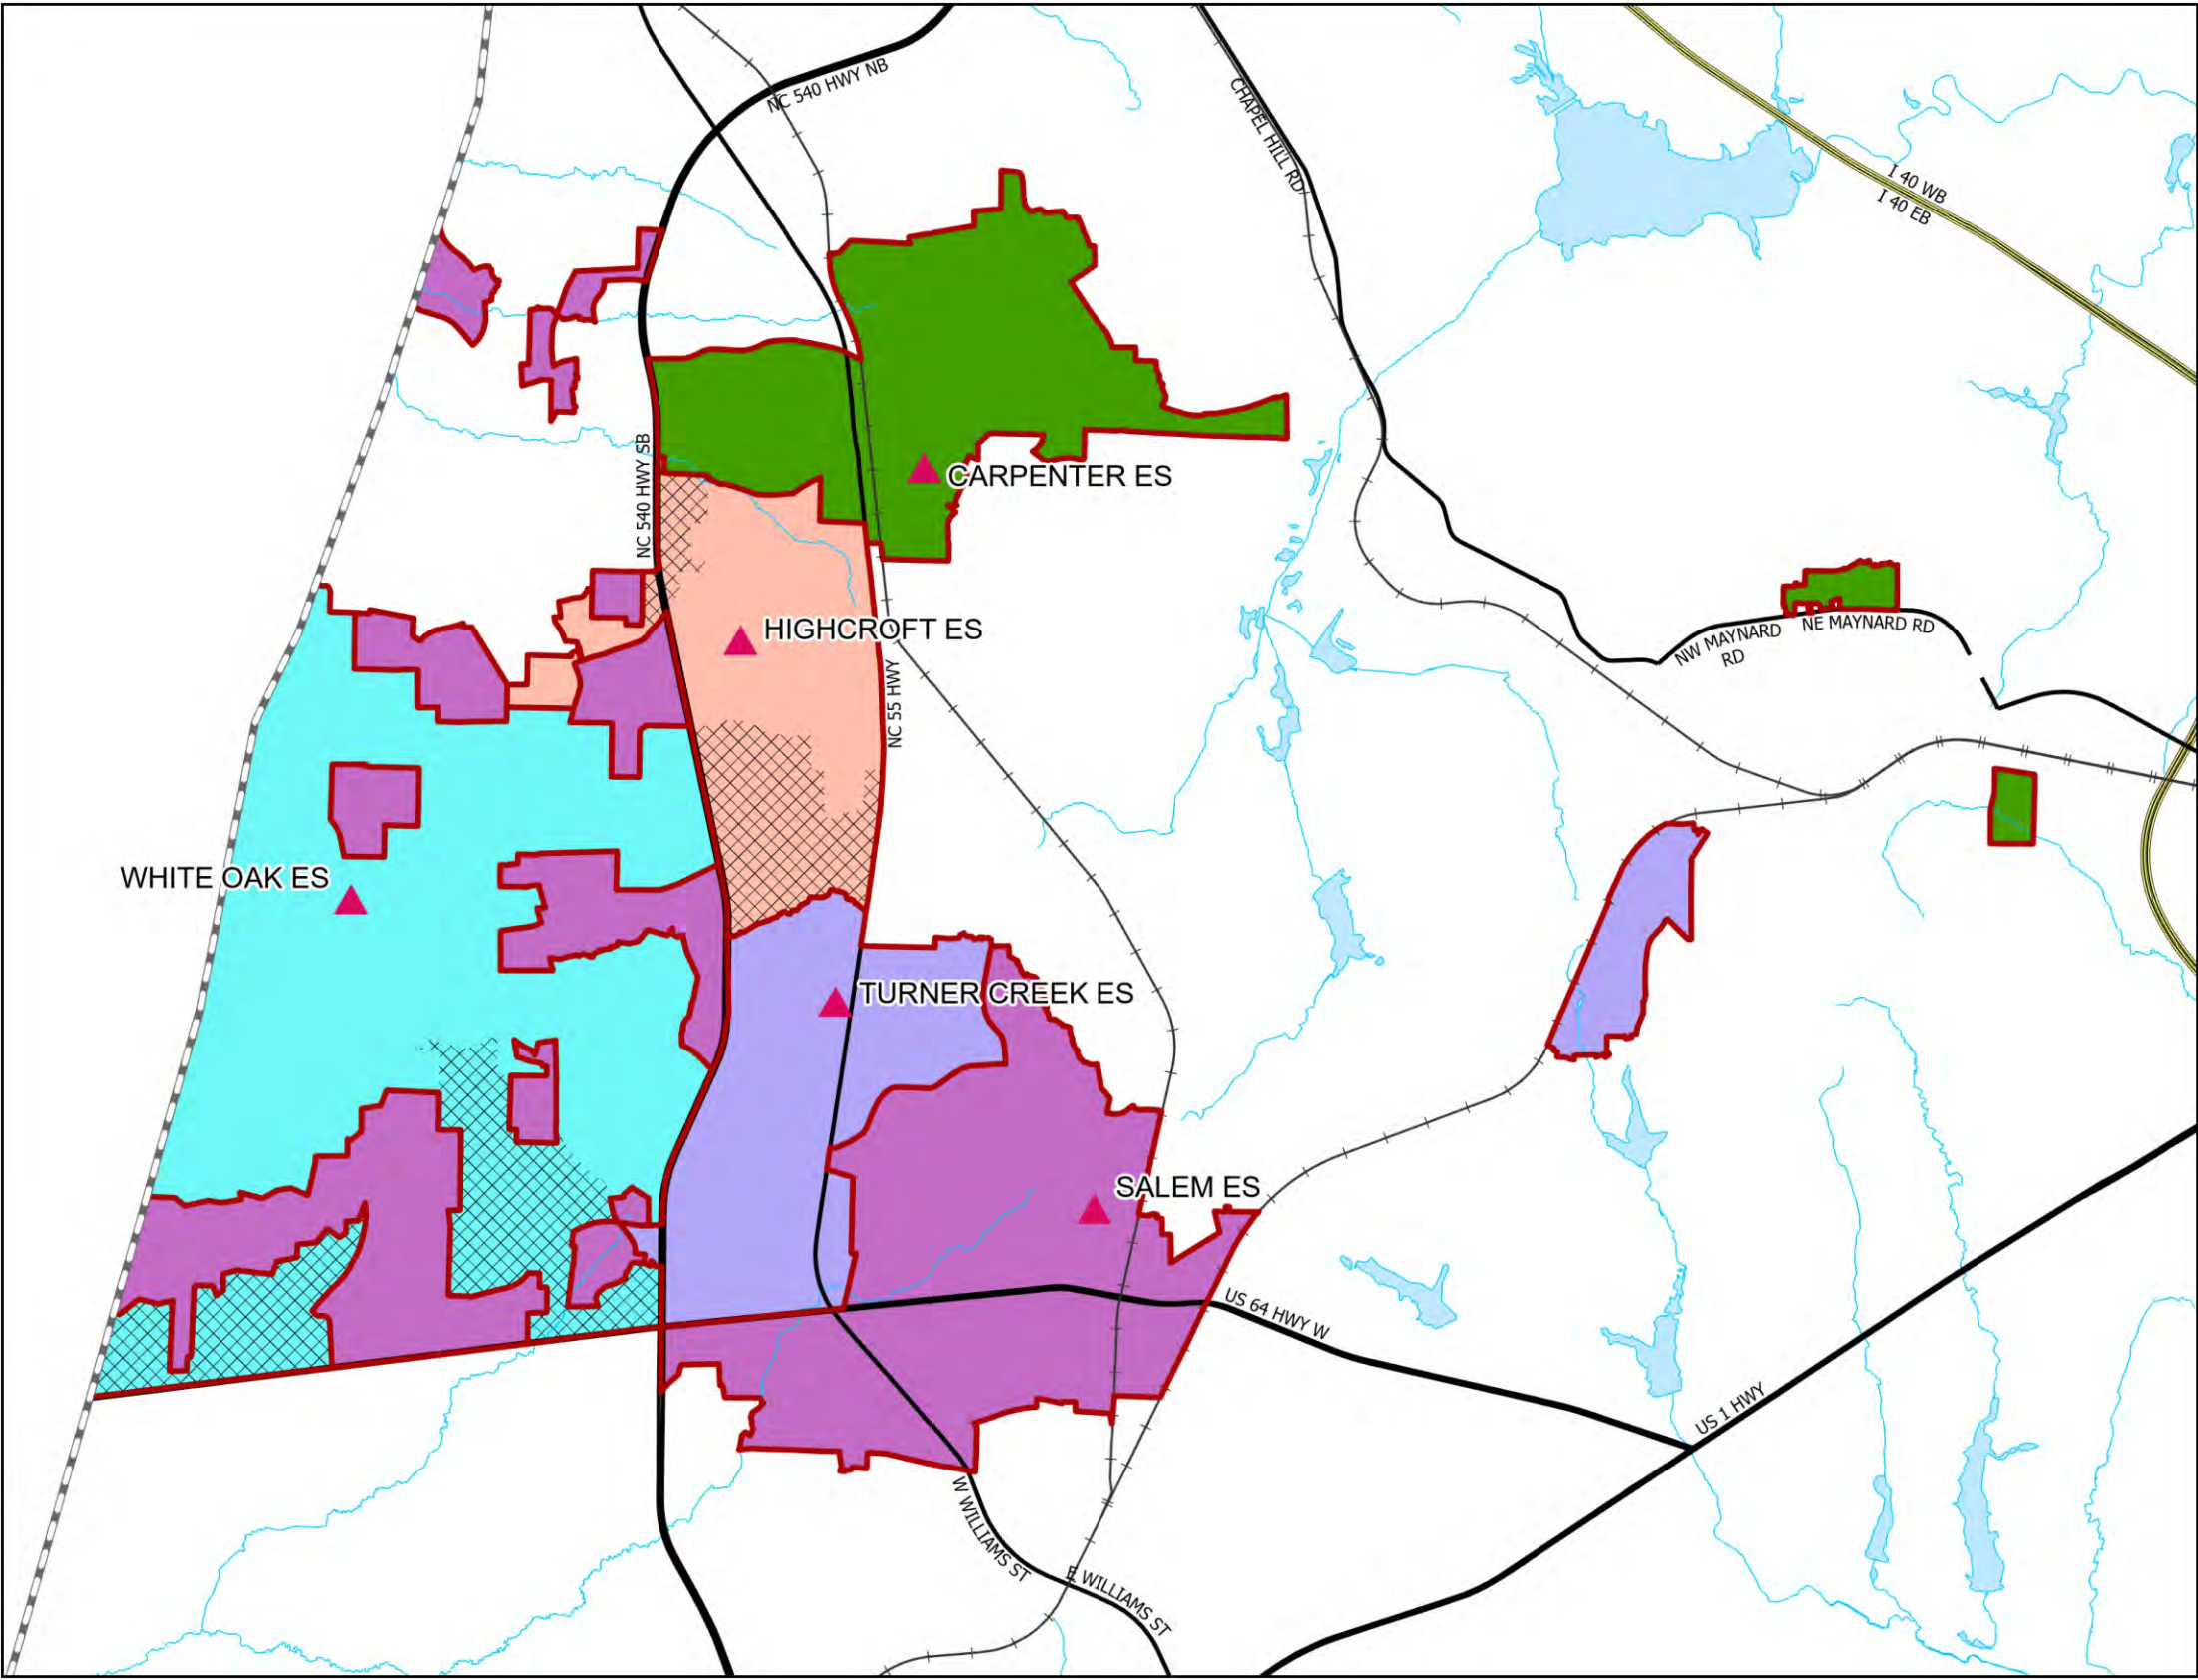 NC 540 HWY NB
CHAPEL HILL RD
I 40 WB
I 40 EB
NC 540 HWY SB
CARPENTER ES
HIGHCROFT ES
NW MAYNARD
RD
NE MAYNARD RD
NC 55 HWY
WHITE OAK ES
TURNER CREEK ES
SALEM ES
US 64 HWY W
US 1 HWY
W WILLIAMS ST
E WILLIAMS ST